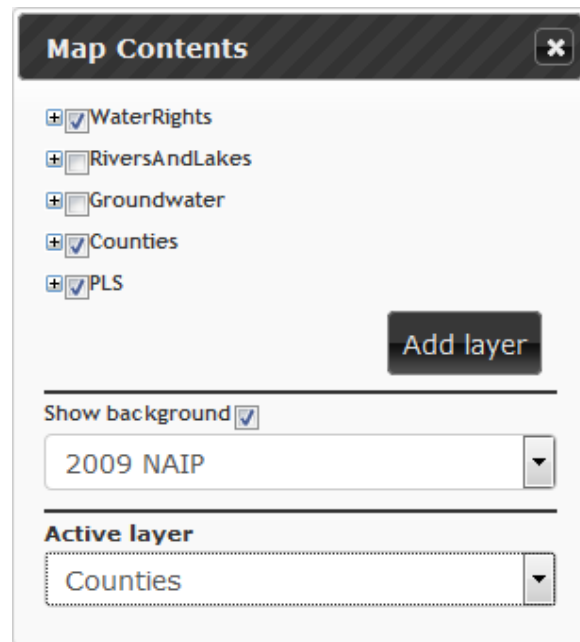 Map Contents
WaterRights
RiversAndLakes
Groundwater
Counties
PLS
Add layer
Show background
2009 NAIP
Active layer
Counties